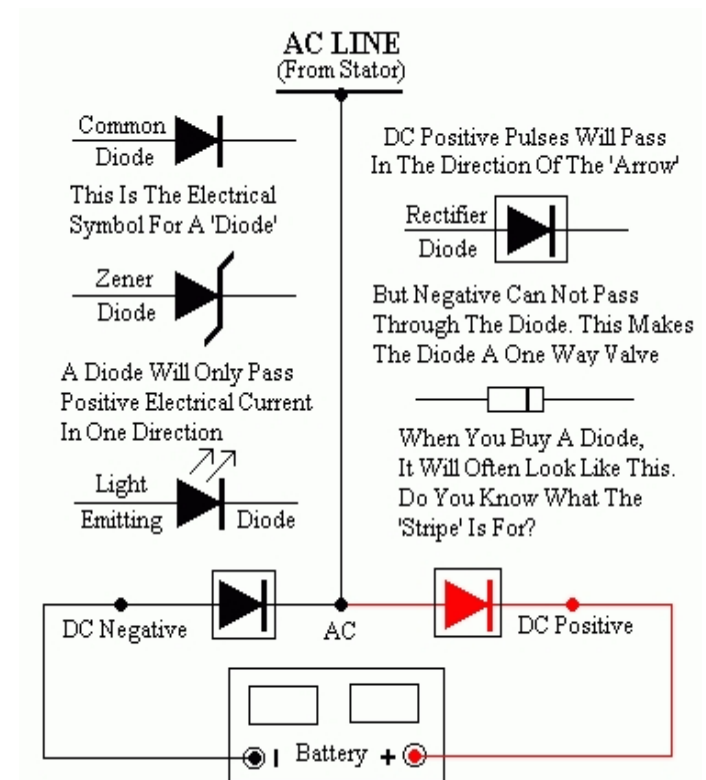 AC LINE
(From Stator)
Common
Diode
This Is The Electrical
Symbol For A 'Diode'
Zener
Diode
A Diode Will Only Pass
Positive Electrical Current
In One Direction
Light
Emitting Diode
DC Positive Pulses Will Pass
In The Direction Of The 'Arrow'
Rectifier
Diode
But Negative Can Not Pass
Through The Diode. This Makes
The Diode A One Way Valve
When You Buy A Diode,
It Will Often Look Like This.
Do You Know What The
'Stripe' Is For?
DC Negative
AC
DC Positive
Battery +